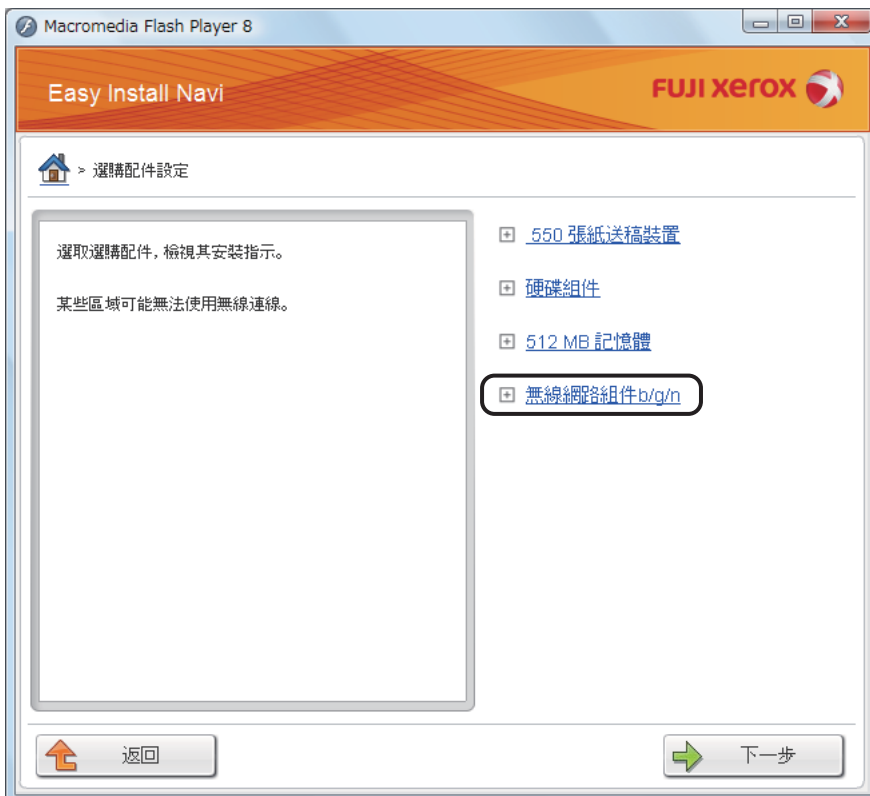 Macromedia Flash Player 8
Easy Install Navi
FUJI xerox
> 選購配件設定
選取選購配件, 檢視其安裝指示。
某些區域可能無法使用無線連線。
550 張紙送稿裝置
硬碟組件
512 MB 記憶體
無線網路組件b/g/n
返回
下一步